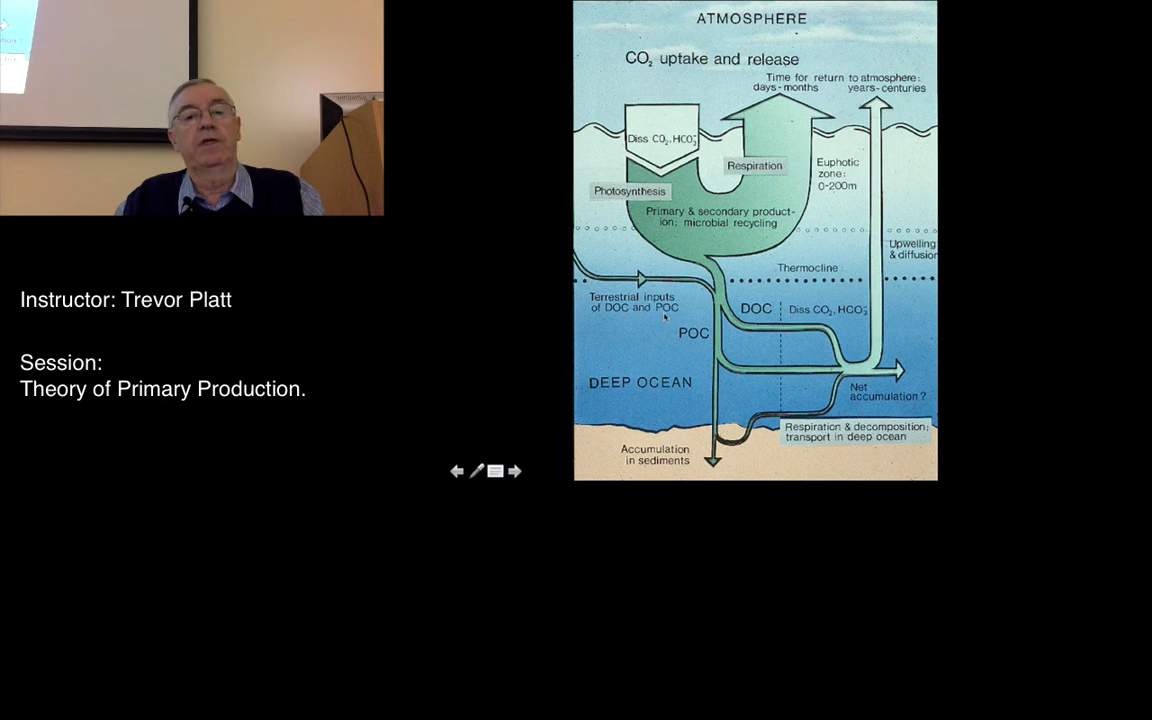 Instructor: Trevor Platt
Session:
Theory of Primary Production.
ATMOSPHERE
CO₂ uptake and release
Time for return to atmosphere:
days-months years-centuries
Diss CO₂, HCO₃⁻
Respiration
Euphotic
zone:
0-200m
Photosynthesis
Primary & secondary product-
ion; microbial recycling
Upwelling
& diffusion
Thermocline
Terrestrial inputs
of DOC and POC
DOC
Diss CO₂, HCO₃⁻
POC
DEEP OCEAN
Net
accumulation ?
Respiration & decomposition;
transport in deep ocean
Accumulation
in sediments